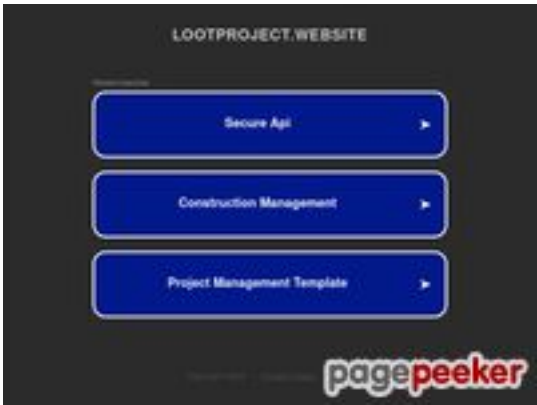 LOOTPROJECT.WEBSITE
Secure Api
Construction Management
Project Management Template
pagepeeker